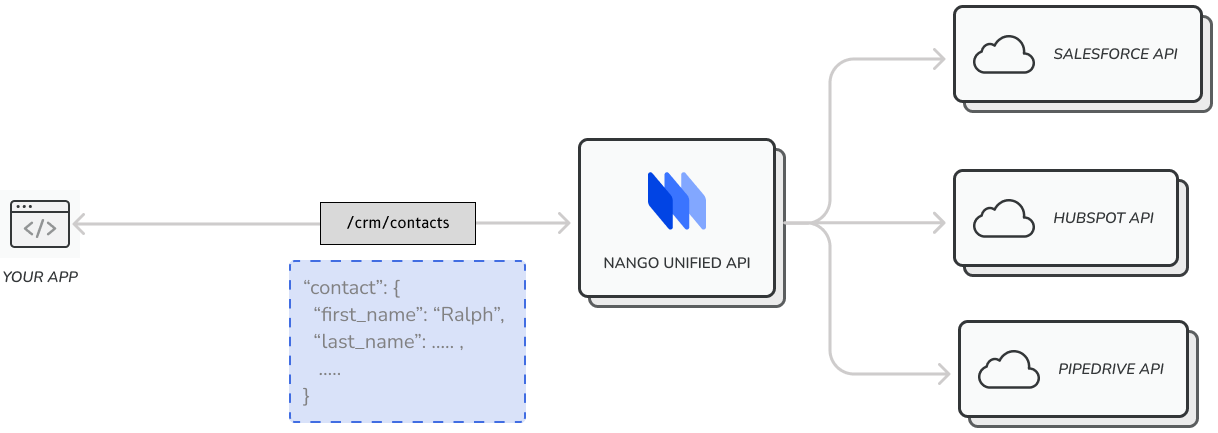 SALESFORCE API
/crm/contacts
</>
YOUR APP
“contact”: {
“first_name”: “Ralph”,
“last_name”: ..... ,
.....
}
NANGO UNIFIED API
HUBSPOT API
PIPEDRIVE API